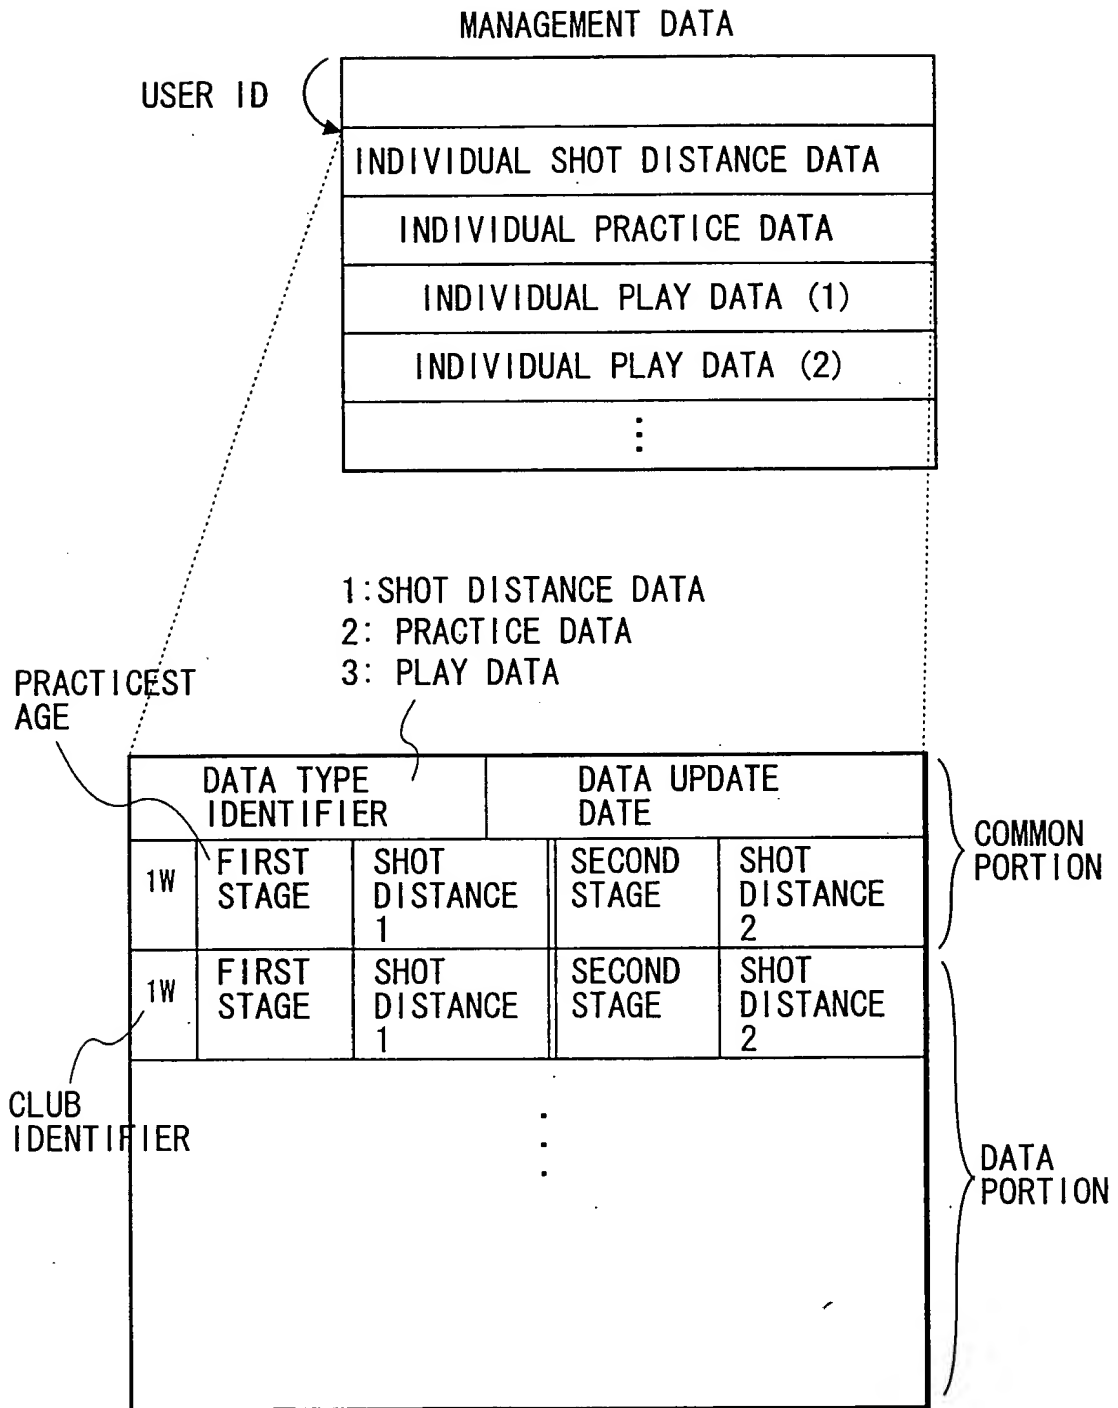 MANAGEMENT DATA
USER ID
INDIVIDUAL SHOT DISTANCE DATA
INDIVIDUAL PRACTICE DATA
INDIVIDUAL PLAY DATA (1)
INDIVIDUAL PLAY DATA (2)
1:SHOT DISTANCE DATA
2: PRACTICE DATA
3: PLAY DATA
PRACTICEST
AGE
DATA TYPE
IDENTIFIER
DATA UPDATE
DATE
COMMON
PORTION
1W
FIRST
STAGE
SHOT
DISTANCE
1
SECOND
STAGE
SHOT
DISTANCE
2
1W
FIRST
STAGE
SHOT
DISTANCE
1
SECOND
STAGE
SHOT
DISTANCE
2
CLUB
IDENTIFIER
DATA
PORTION